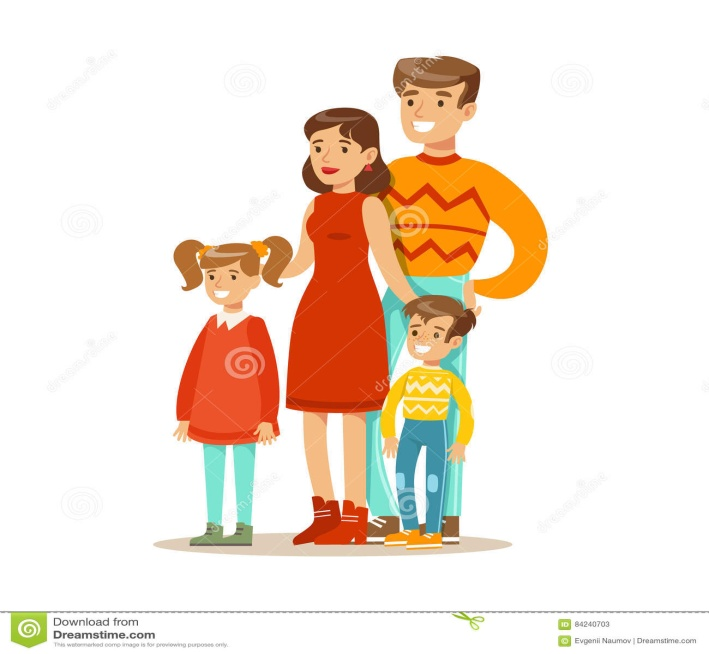 dreamstime
Download from
Dreamstime.com
This watermarked comp image is for previewing purposes only.
ID 84240703
© Evgenii Naumov | Dreamstime.com